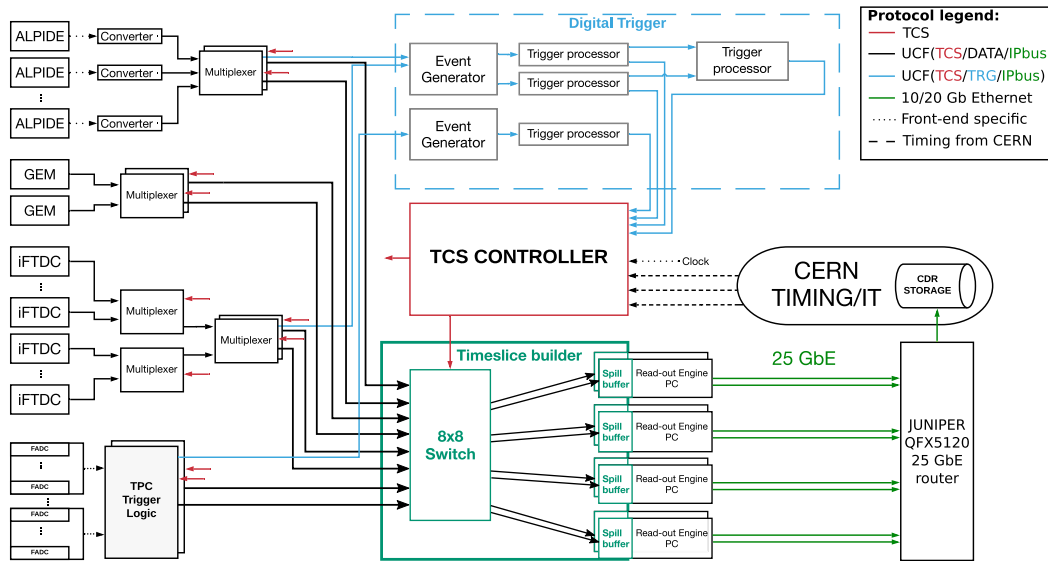 ALPIDE
Converter
ALPIDE
Converter
ALPIDE
Converter
Multiplexer
GEM
GEM
Multiplexer
iFTDC
iFTDC
iFTDC
iFTDC
Multiplexer
Multiplexer
Multiplexer
FADC
FADC
FADC
FADC
TPC
Trigger
Logic
Digital Trigger
Event
Generator
Trigger processor
Trigger processor
Trigger
processor
Event
Generator
Trigger processor
TCS CONTROLLER
Clock
CERN
TIMING/IT
CDR
STORAGE
Timeslice builder
8x8
Switch
Spill
buffer
Read-out Engine
PC
Spill
buffer
Read-out Engine
PC
Spill
buffer
Read-out Engine
PC
Spill
buffer
Read-out Engine
PC
25 GbE
JUNIPER
QFX5120
25 GbE
router
Protocol legend:
TCS
UCF(TCS/DATA/IPbus)
UCF(TCS/TRG/IPbus)
10/20 Gb Ethernet
Front-end specific
Timing from CERN